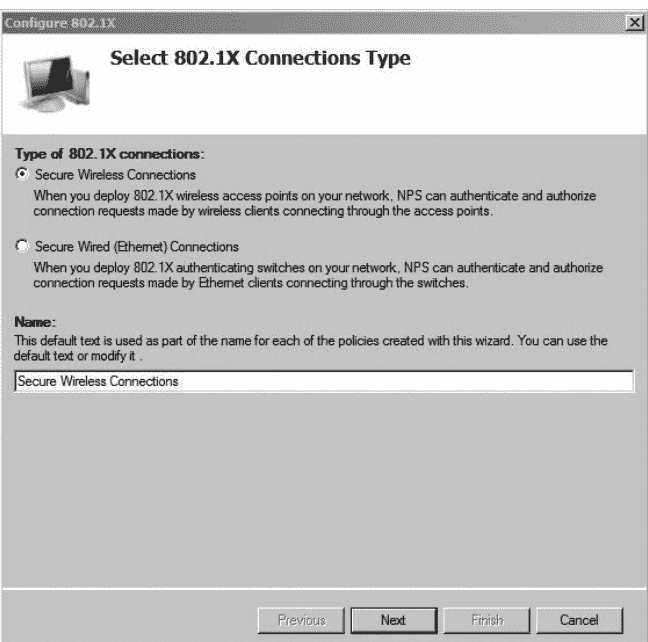 Configure 802.1X
Select 802.1X Connections Type
Type of 802.1X connections:
Secure Wireless Connections
When you deploy 802.1X wireless access points on your network, NPS can authenticate and authorize
connection requests made by wireless clients connecting through the access points.
Secure Wired (Ethernet) Connections
When you deploy 802.1X authenticating switches on your network, NPS can authenticate and authorize
connection requests made by Ethernet clients connecting through the switches.
Name:
This default text is used as part of the name for each of the policies created with this wizard. You can use the
default text or modify it .
Secure Wireless Connections
Previous Next Finish Cancel